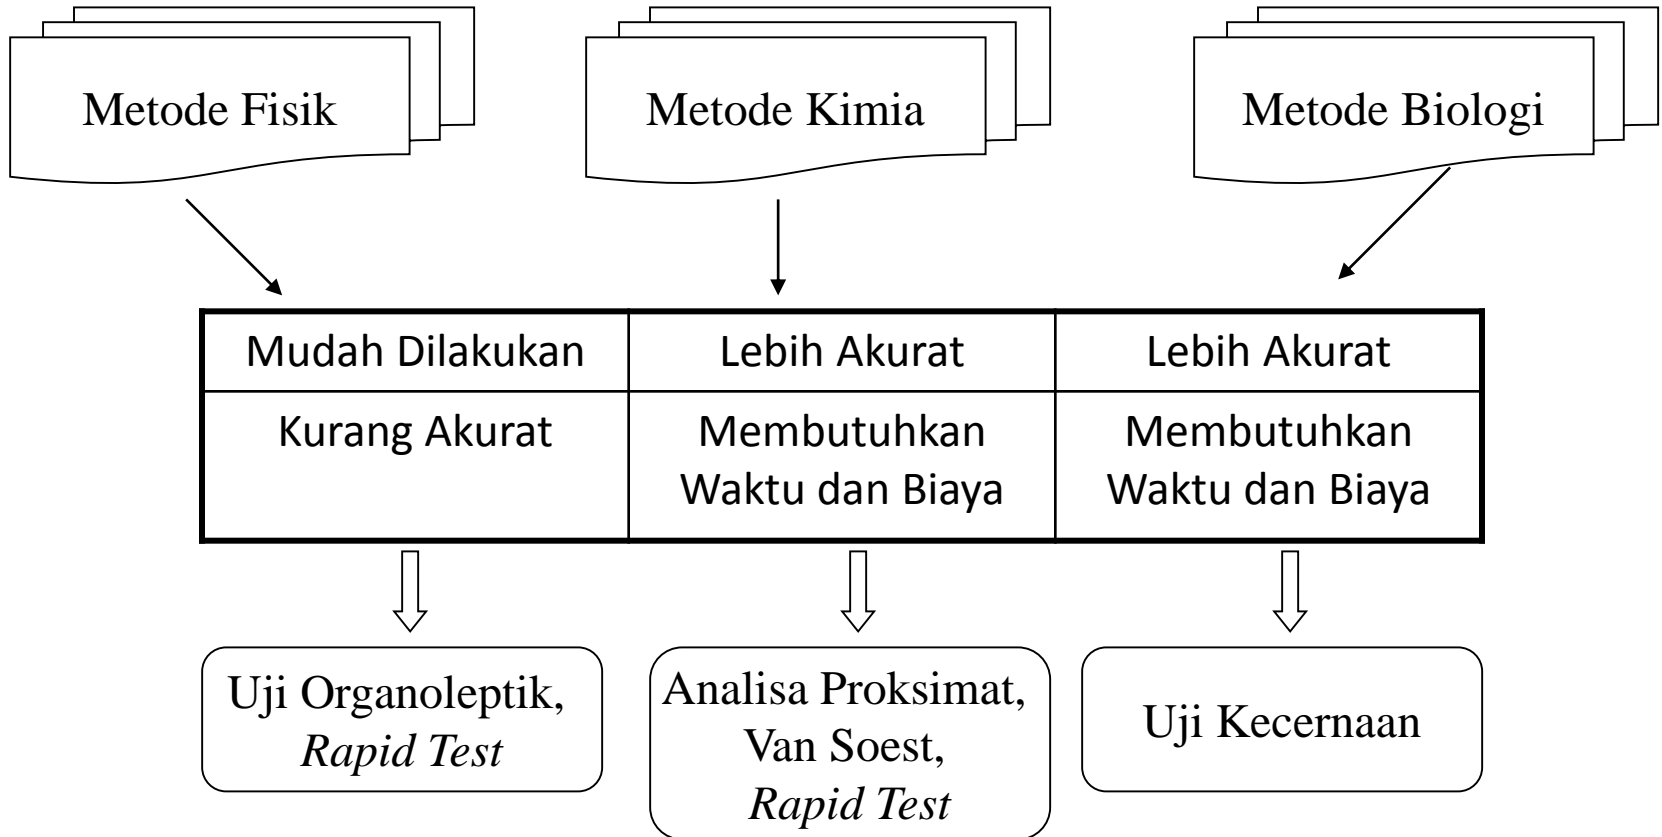 Metode Fisik
Metode Kimia
Metode Biologi
Mudah Dilakukan
Lebih Akurat
Lebih Akurat
Kurang Akurat
Membutuhkan
Waktu dan Biaya
Membutuhkan
Waktu dan Biaya
Uji Organoleptik,
Rapid Test
Analisa Proksimat,
Van Soest,
Rapid Test
Uji Kecernaan